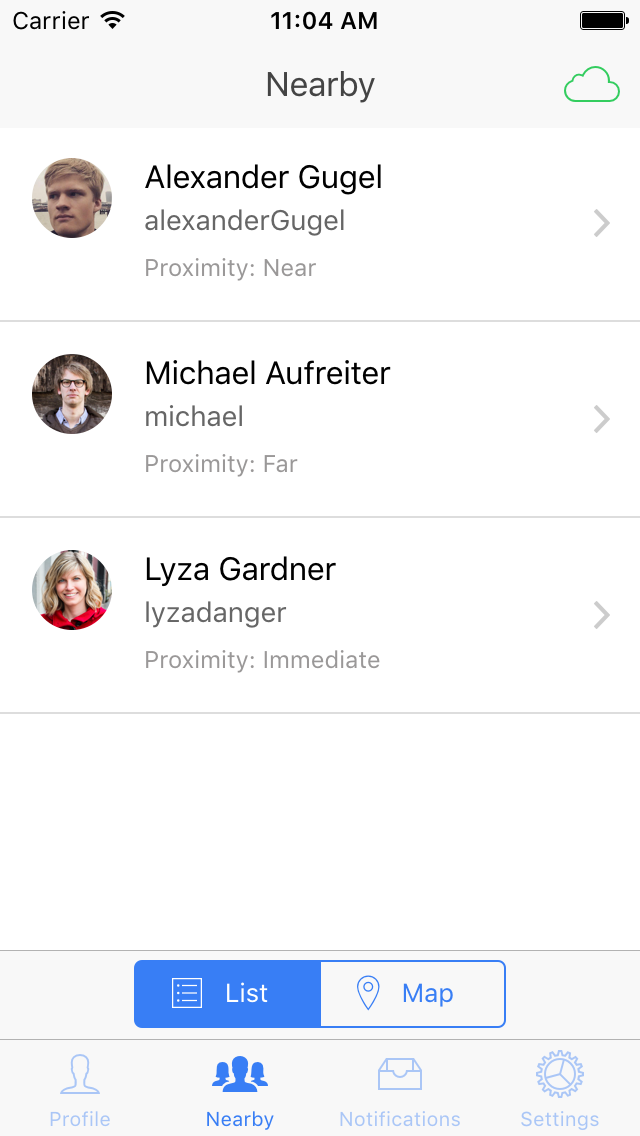 Carrier 11:04 AM
Nearby
Alexander Gugel
alexanderGugel
Proximity: Near
Michael Aufreiter
michael
Proximity: Far
Lyza Gardner
lyzadanger
Proximity: Immediate
List Map
Profile Nearby Notifications Settings